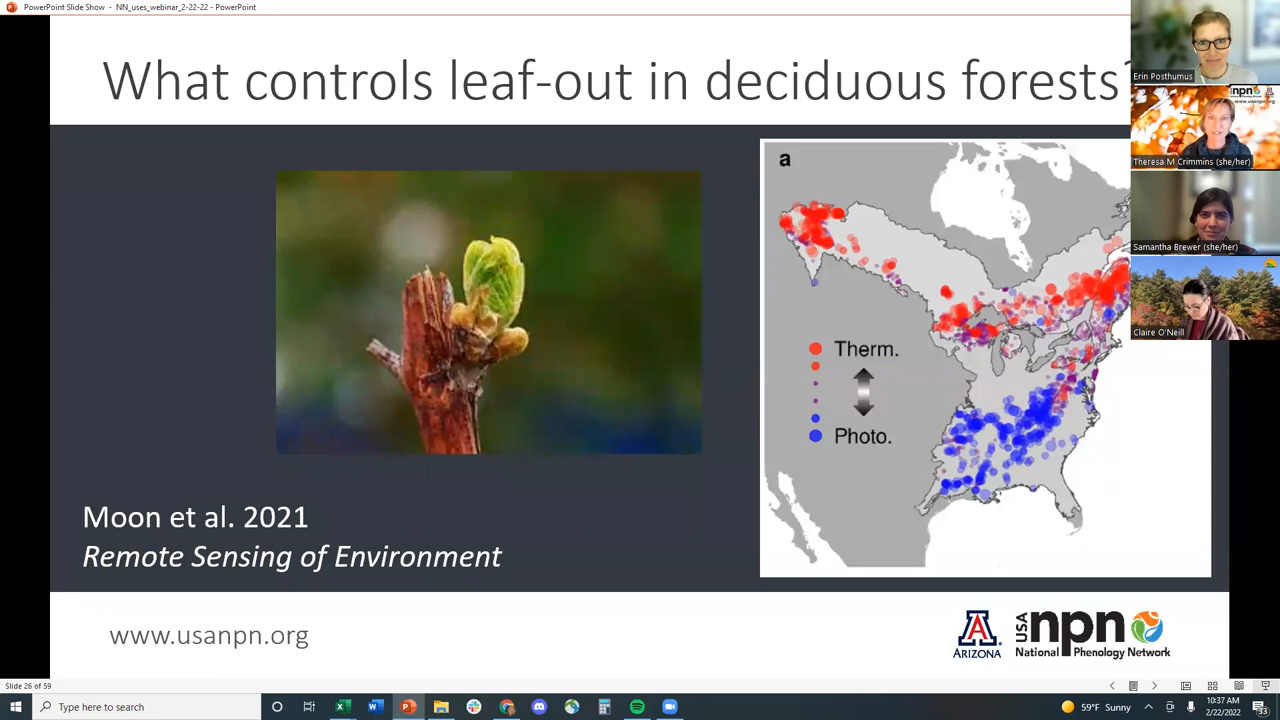 PowerPoint Slide Show - NN_uses_webinar_2-22-22 - PowerPoint
What controls leaf-out in deciduous forests?
Erin Posthumus
npn
www.usanpn.org
Theresa M Crimmins (she/her)
Samantha Brewer (she/her)
Claire O'Neill
a
Therm.
Photo.
Moon et al. 2021
Remote Sensing of Environment
www.usanpn.org
A
ARIZONA
USA npn
National Phenology Network
Slide 26 of 59
Type here to search
59°F Sunny
10:37 AM
2/22/2022
33